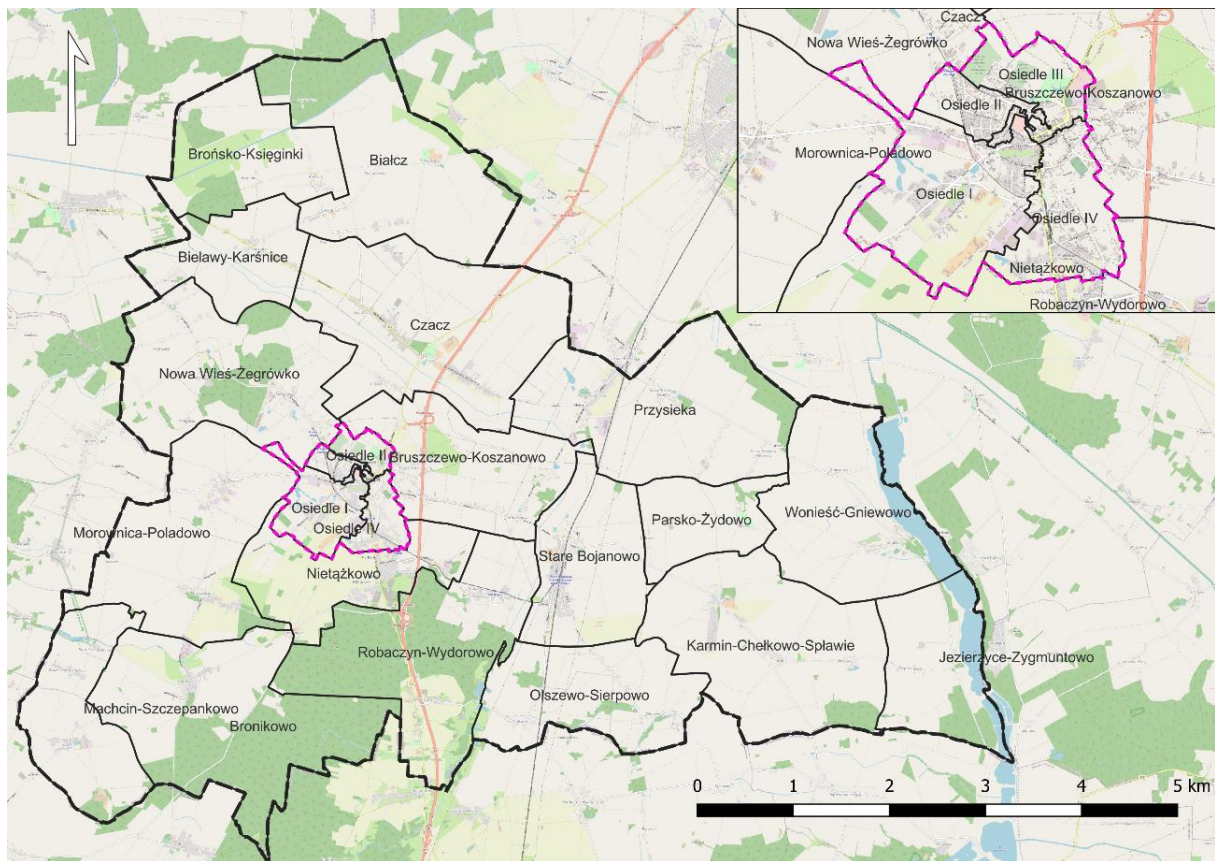 Czacz
Nowa Wieś-Żegrówko
Osiedle III
Bruszczewo-Koszanowo
Osiedle II
Morownica-Poladowo
Osiedle I
Osiedle IV
Nietążkowo
Robaczyn-Wydorowo
Brońsko-Księginki
Białcz
Bielawy-Karśnice
Czacz
Nowa Wieś-Żegrówko
Przysieka
Osiedle II
Bruszczewo-Koszanowo
Osiedle I
Parsko-Żydowo
Wonieść-Gniewowo
Morownica-Poladowo
Osiedle IV
Stare Bojanowo
Nietążkowo
Robaczyn-Wydorowo
Karmin-Chełkowo-Spławie
Jezierzyce-Zygmuntowo
Olszewo-Sierpowo
Machcin-Szczepankowo
Bronikowo
0 1 2 3 4 5 km